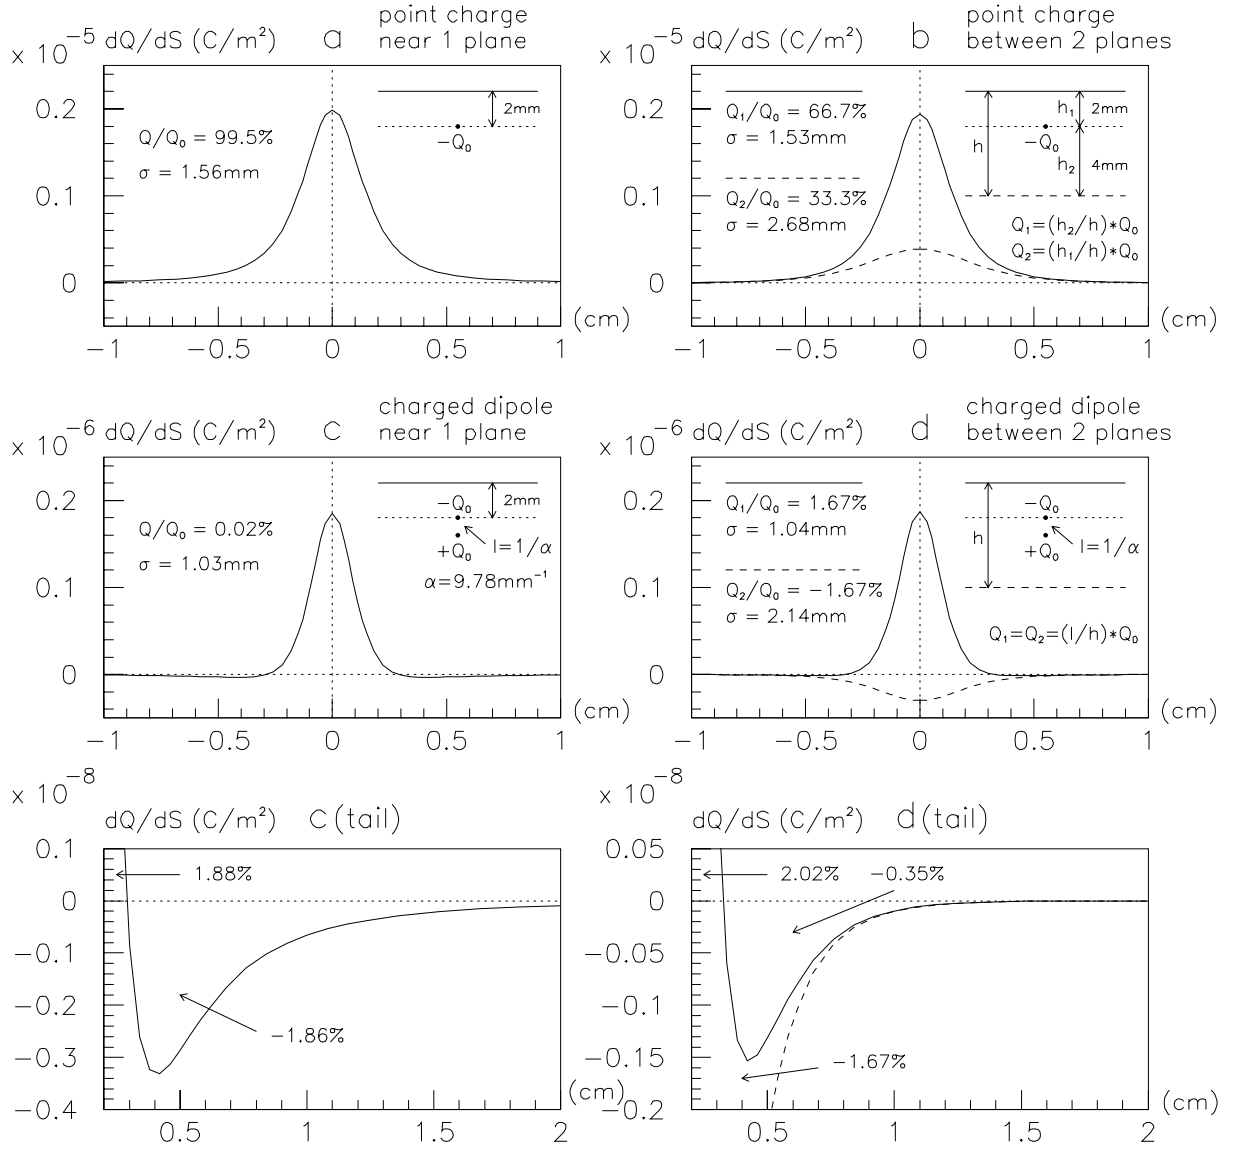 point charge
near 1 plane
x 10⁻⁵ dQ/dS (C/m²) a
0.2
0.1
0
−1 −0.5 0 0.5 1
(cm)
Q/Q₀ = 99.5%
σ = 1.56mm
2mm
−Q₀
point charge
between 2 planes
x 10⁻⁵ dQ/dS (C/m²) b
0.2
0.1
0
−1 −0.5 0 0.5 1
(cm)
Q₁/Q₀ = 66.7%
σ = 1.53mm
Q₂/Q₀ = 33.3%
σ = 2.68mm
h₁ 2mm
−Q₀
h
h₂ 4mm
Q₁=(h₂/h)*Q₀
Q₂=(h₁/h)*Q₀
charged dipole
near 1 plane
x 10⁻⁶ dQ/dS (C/m²) c
0.2
0.1
0
−1 −0.5 0 0.5 1
(cm)
Q/Q₀ = 0.02%
σ = 1.03mm
−Q₀ 2mm
+Q₀ l=1/α
α=9.78mm⁻¹
charged dipole
between 2 planes
x 10⁻⁶ dQ/dS (C/m²) d
0.2
0.1
0
−1 −0.5 0 0.5 1
(cm)
Q₁/Q₀ = 1.67%
σ = 1.04mm
Q₂/Q₀ = −1.67%
σ = 2.14mm
−Q₀
h
+Q₀ l=1/α
Q₁=Q₂=(l/h)*Q₀
x 10⁻⁸
dQ/dS (C/m²) c (tail)
0.1
0
−0.1
−0.2
−0.3
−0.4
0.5 1 1.5 2
(cm)
1.88%
−1.86%
x 10⁻⁸
dQ/dS (C/m²) d (tail)
0.05
0
−0.05
−0.1
−0.15
−0.2
0.5 1 1.5 2
(cm)
2.02% −0.35%
−1.67%